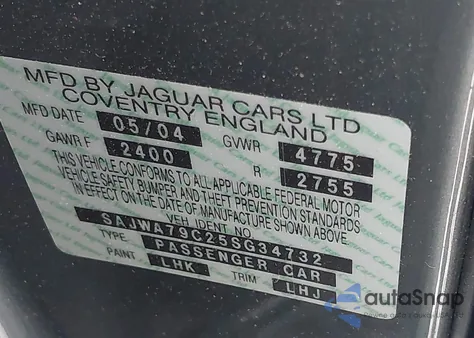 MFD BY JAGUAR CARS LTD
COVENTRY ENGLAND
MFD DATE 05/04 GVWR 4775
GAWR F 2400 R 2755
THIS VEHICLE CONFORMS TO ALL APPLICABLE FEDERAL MOTOR
VEHICLE SAFETY BUMPER AND THEFT PREVENTION STANDARDS
IN EFFECT ON THE DATE OF MANUFACTURE SHOWN ABOVE
VEH IDENT NO
SAJWA79C25SG34732
TYPE PASSENGER CAR
PAINT LHK TRIM LHJ
autoSnap